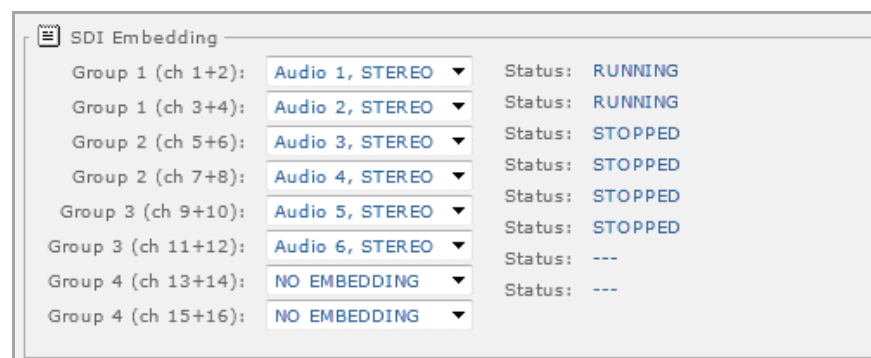 SDI Embedding
Group 1 (ch 1+2): Audio 1, STEREO Status: RUNNING
Group 1 (ch 3+4): Audio 2, STEREO Status: RUNNING
Group 2 (ch 5+6): Audio 3, STEREO Status: STOPPED
Group 2 (ch 7+8): Audio 4, STEREO Status: STOPPED
Group 3 (ch 9+10): Audio 5, STEREO Status: STOPPED
Group 3 (ch 11+12): Audio 6, STEREO Status: STOPPED
Group 4 (ch 13+14): NO EMBEDDING Status: ---
Group 4 (ch 15+16): NO EMBEDDING Status: ---